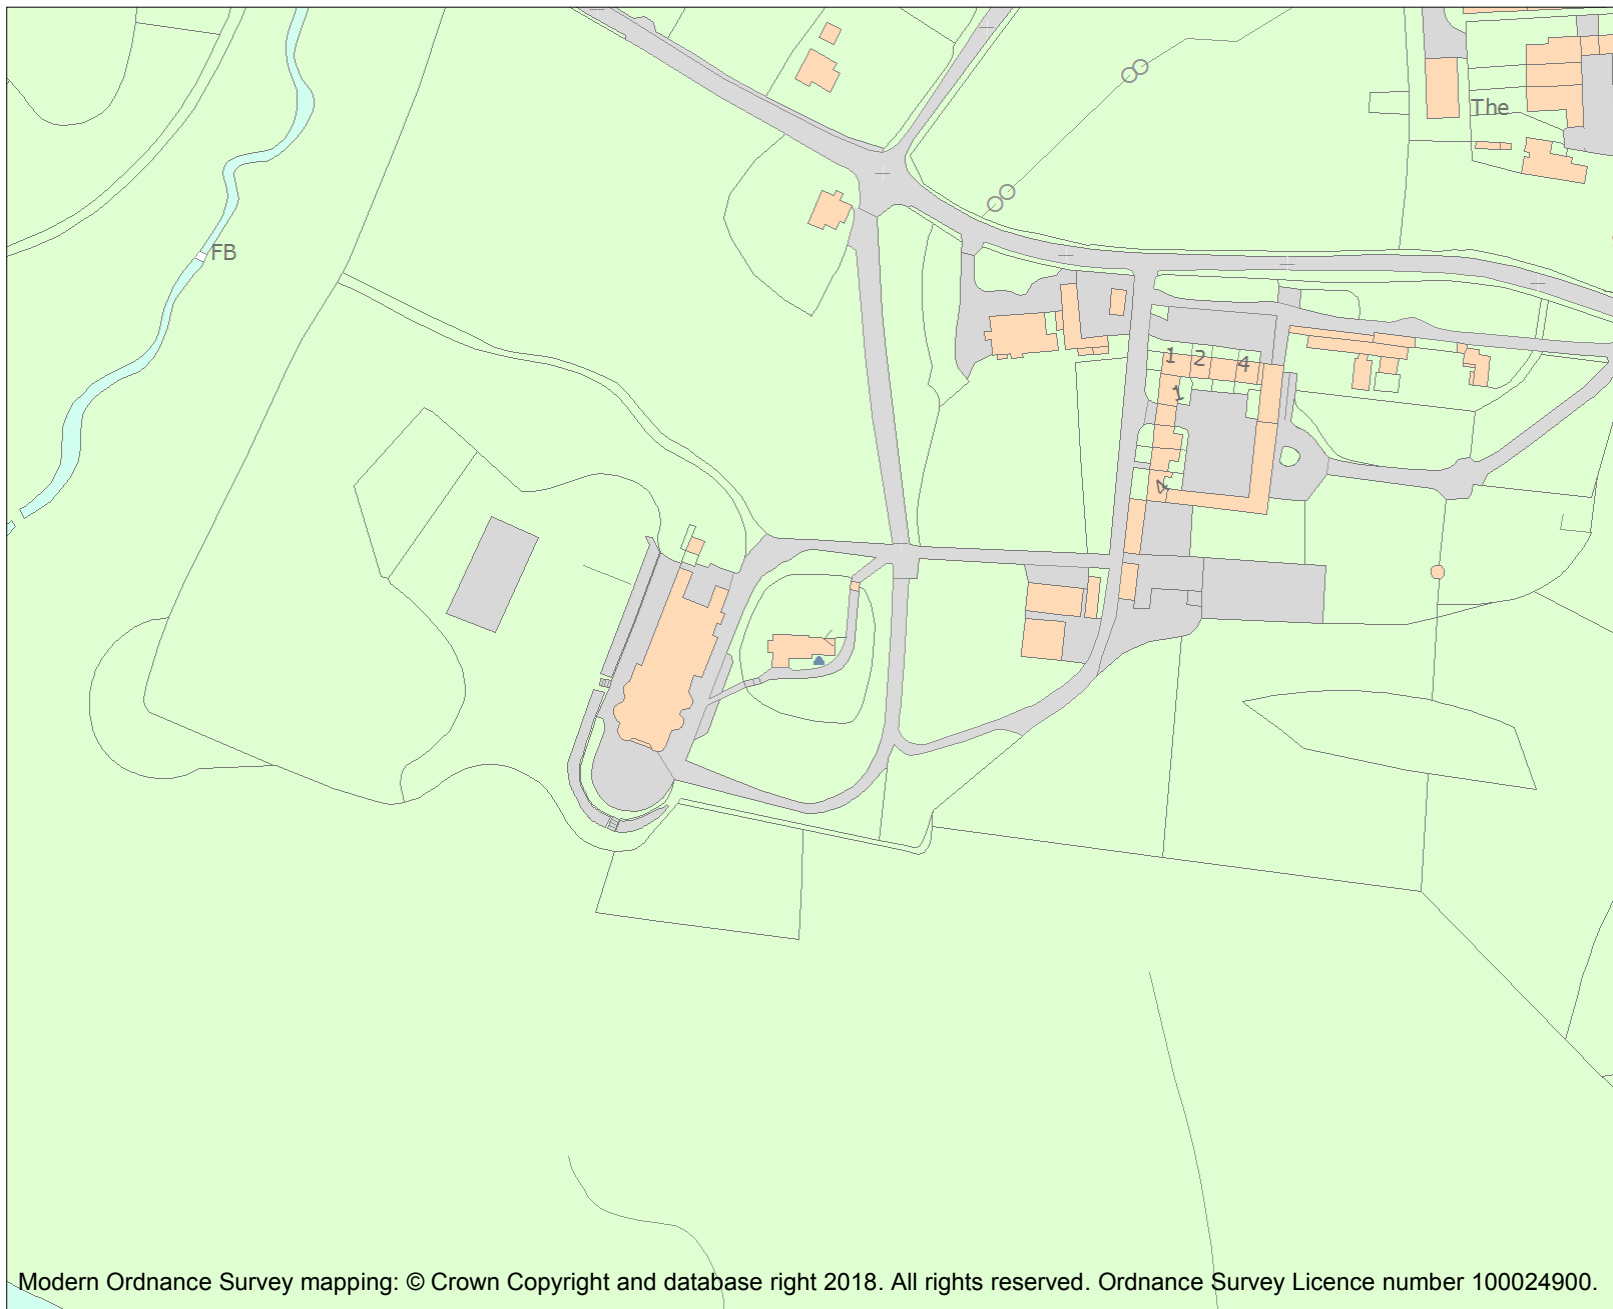 The
FB
1 2 4
1
4
Modern Ordnance Survey mapping: © Crown Copyright and database right 2018. All rights reserved. Ordnance Survey Licence number 100024900.